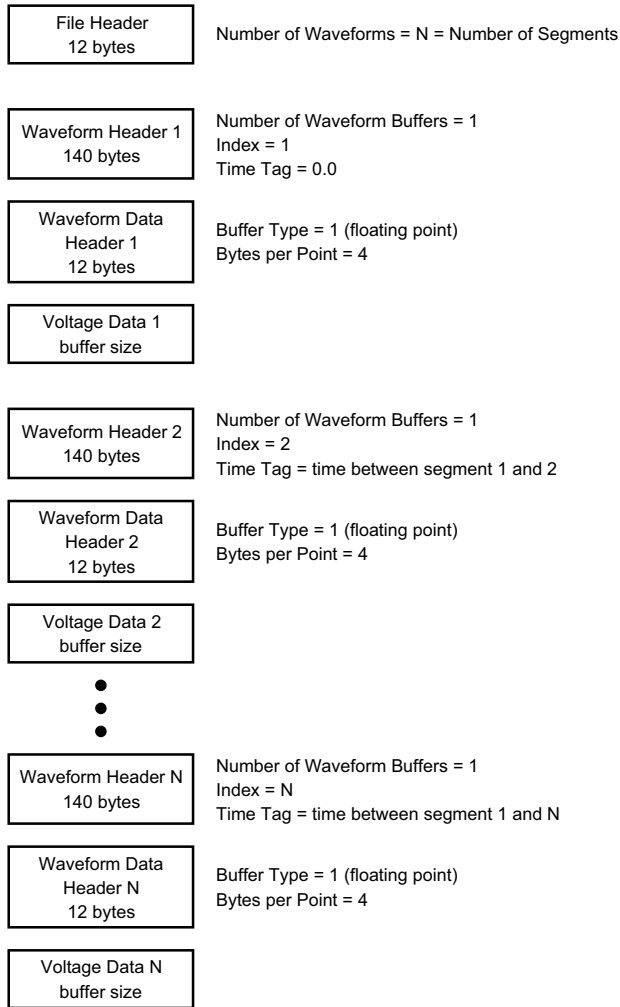 File Header
12 bytes
Number of Waveforms = N = Number of Segments
Waveform Header 1
140 bytes
Number of Waveform Buffers = 1
Index = 1
Time Tag = 0.0
Waveform Data
Header 1
12 bytes
Buffer Type = 1 (floating point)
Bytes per Point = 4
Voltage Data 1
buffer size
Waveform Header 2
140 bytes
Number of Waveform Buffers = 1
Index = 2
Time Tag = time between segment 1 and 2
Waveform Data
Header 2
12 bytes
Buffer Type = 1 (floating point)
Bytes per Point = 4
Voltage Data 2
buffer size
Waveform Header N
140 bytes
Number of Waveform Buffers = 1
Index = N
Time Tag = time between segment 1 and N
Waveform Data
Header N
12 bytes
Buffer Type = 1 (floating point)
Bytes per Point = 4
Voltage Data N
buffer size